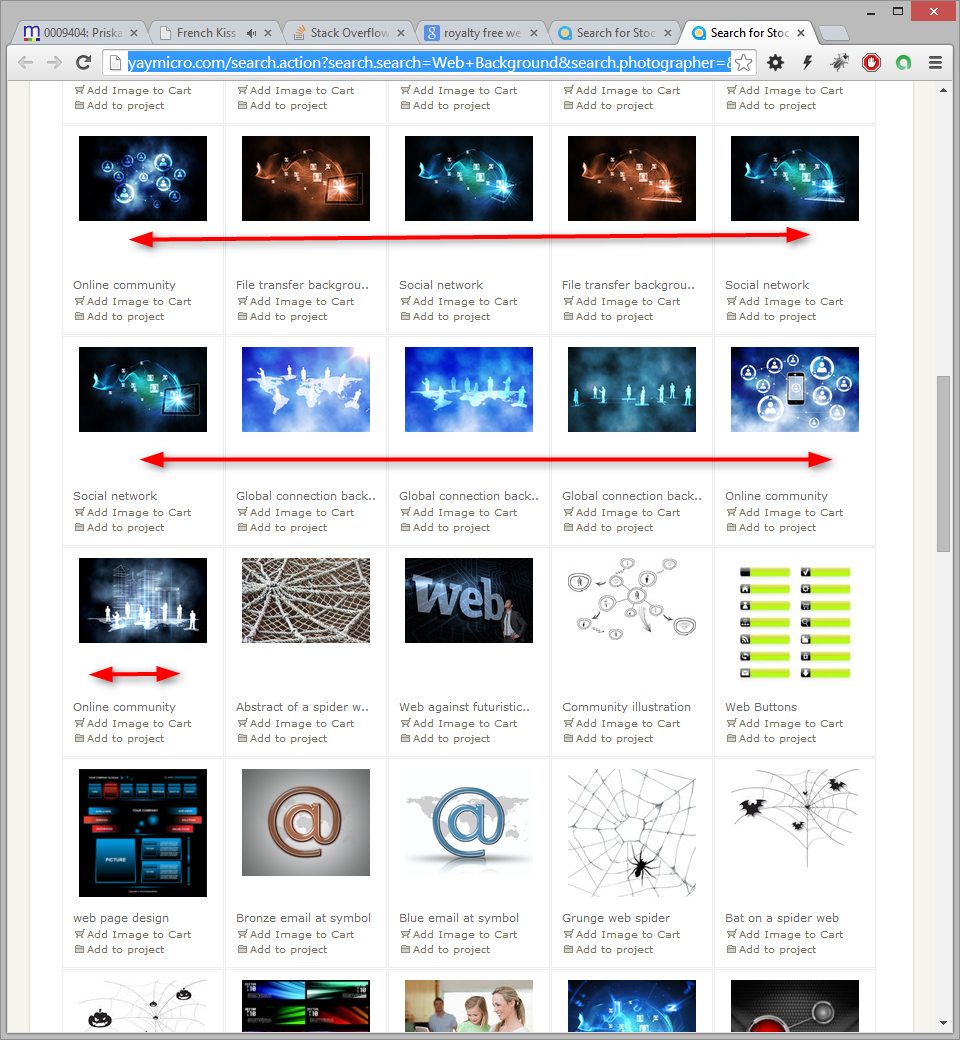 0009404: Priska
French Kiss
Stack Overflow
royalty free we
Search for Stoc
Search for Stoc
yaymicro.com/search.action?search.search=Web+Background&search.photographer=&
Add Image to Cart Add Image to Cart Add Image to Cart Add Image to Cart Add Image to Cart
Add to project Add to project Add to project Add to project Add to project
Online community File transfer backgrou.. Social network File transfer backgrou.. Social network
Add Image to Cart Add Image to Cart Add Image to Cart Add Image to Cart Add Image to Cart
Add to project Add to project Add to project Add to project Add to project
Social network Global connection back.. Global connection back.. Global connection back.. Online community
Add Image to Cart Add Image to Cart Add Image to Cart Add Image to Cart Add Image to Cart
Add to project Add to project Add to project Add to project Add to project
Web
Online community Abstract of a spider w.. Web against futuristic.. Community illustration Web Buttons
Add Image to Cart Add Image to Cart Add Image to Cart Add Image to Cart Add Image to Cart
Add to project Add to project Add to project Add to project Add to project
YOUR COMPANY
PICTURE
@ @
web page design Bronze email at symbol Blue email at symbol Grunge web spider Bat on a spider web
Add Image to Cart Add Image to Cart Add Image to Cart Add Image to Cart Add Image to Cart
Add to project Add to project Add to project Add to project Add to project